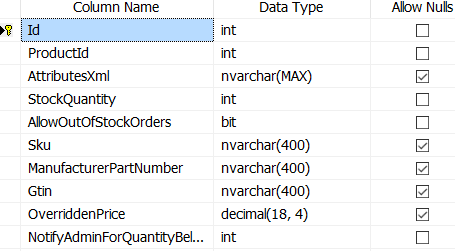 Column Name Data Type Allow Nulls
Id int
ProductId int
AttributesXml nvarchar(MAX)
StockQuantity int
AllowOutOfStockOrders bit
Sku nvarchar(400)
ManufacturerPartNumber nvarchar(400)
Gtin nvarchar(400)
OverriddenPrice decimal(18, 4)
NotifyAdminForQuantityBel... int